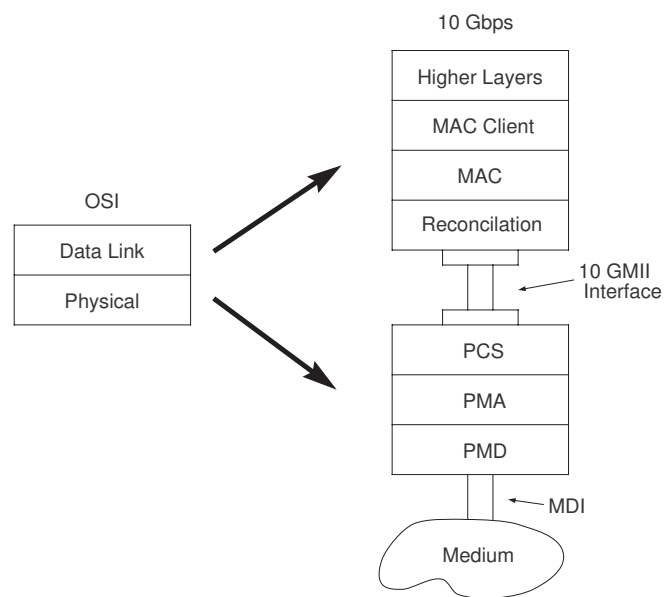 10 Gbps
Higher Layers
MAC Client
MAC
Reconcilation
OSI
Data Link
Physical
10 GMII
Interface
PCS
PMA
PMD
MDI
Medium